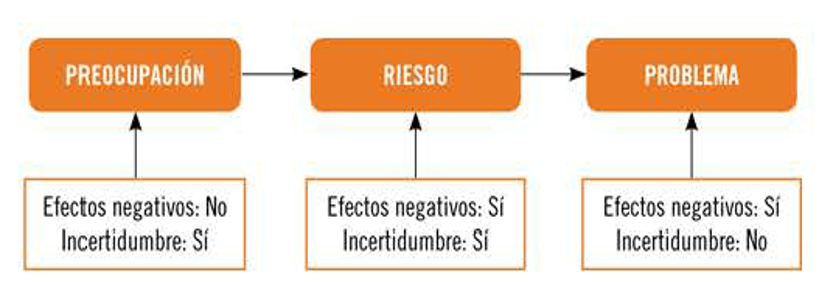 PREOCUPACIÓN
RIESGO
PROBLEMA
Efectos negativos: No
Incertidumbre: Sí
Efectos negativos: Sí
Incertidumbre: Sí
Efectos negativos: Sí
Incertidumbre: No